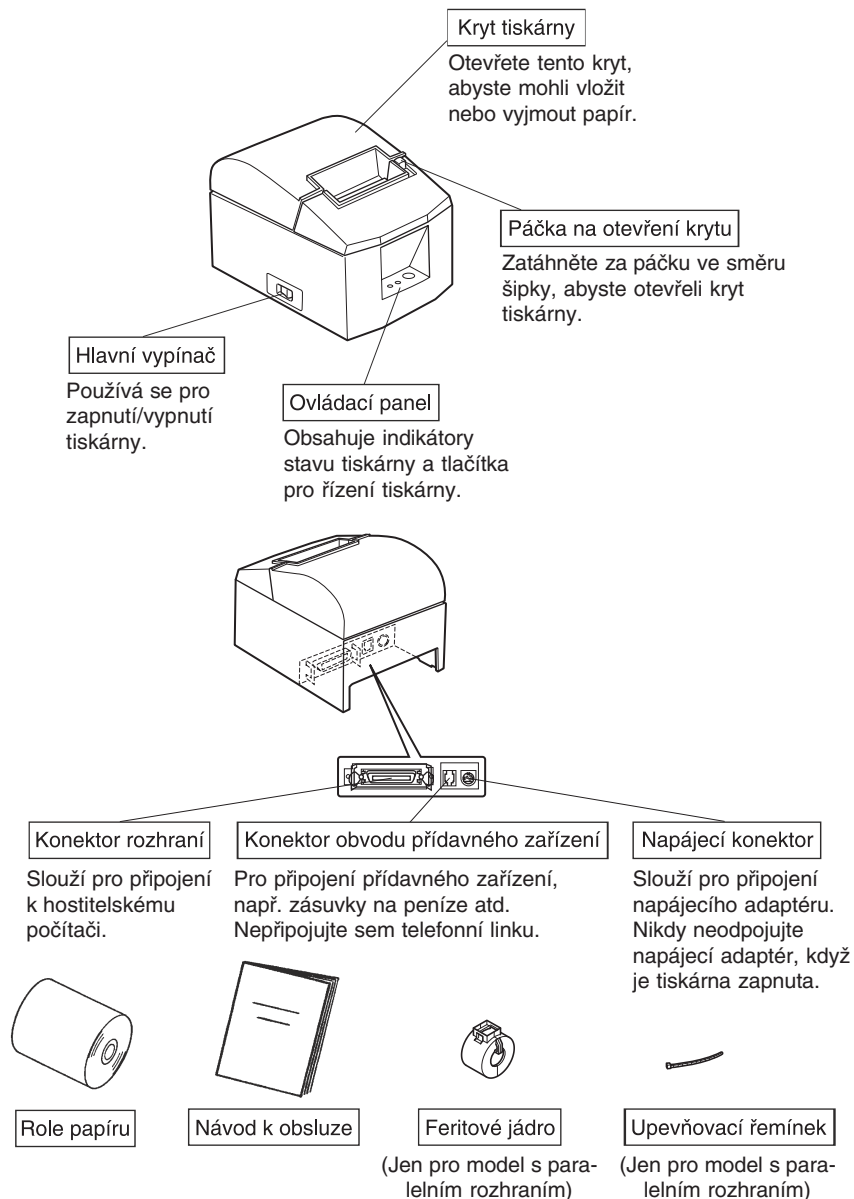 Kryt tiskárny
Otevřete tento kryt,
abyste mohli vložit
nebo vyjmout papír.
Páčka na otevření krytu
Zatáhněte za páčku ve směru
šipky, abyste otevřeli kryt
tiskárny.
Hlavní vypínač
Používá se pro
zapnutí/vypnutí
tiskárny.
Ovládací panel
Obsahuje indikátory
stavu tiskárny a tlačítka
pro řízení tiskárny.
Konektor rozhraní
Slouží pro připojení
k hostitelskému
počítači.
Konektor obvodu přídavného zařízení
Pro připojení přídavného zařízení,
např. zásuvky na peníze atd.
Nepřipojujte sem telefonní linku.
Napájecí konektor
Slouží pro připojení
napájecího adaptéru.
Nikdy neodpojujte
napájecí adaptér, když
je tiskárna zapnuta.
Role papíru
Návod k obsluze
Feritové jádro
(Jen pro model s para-
lelním rozhraním)
Upevňovací řemínek
(Jen pro model s para-
lelním rozhraním)